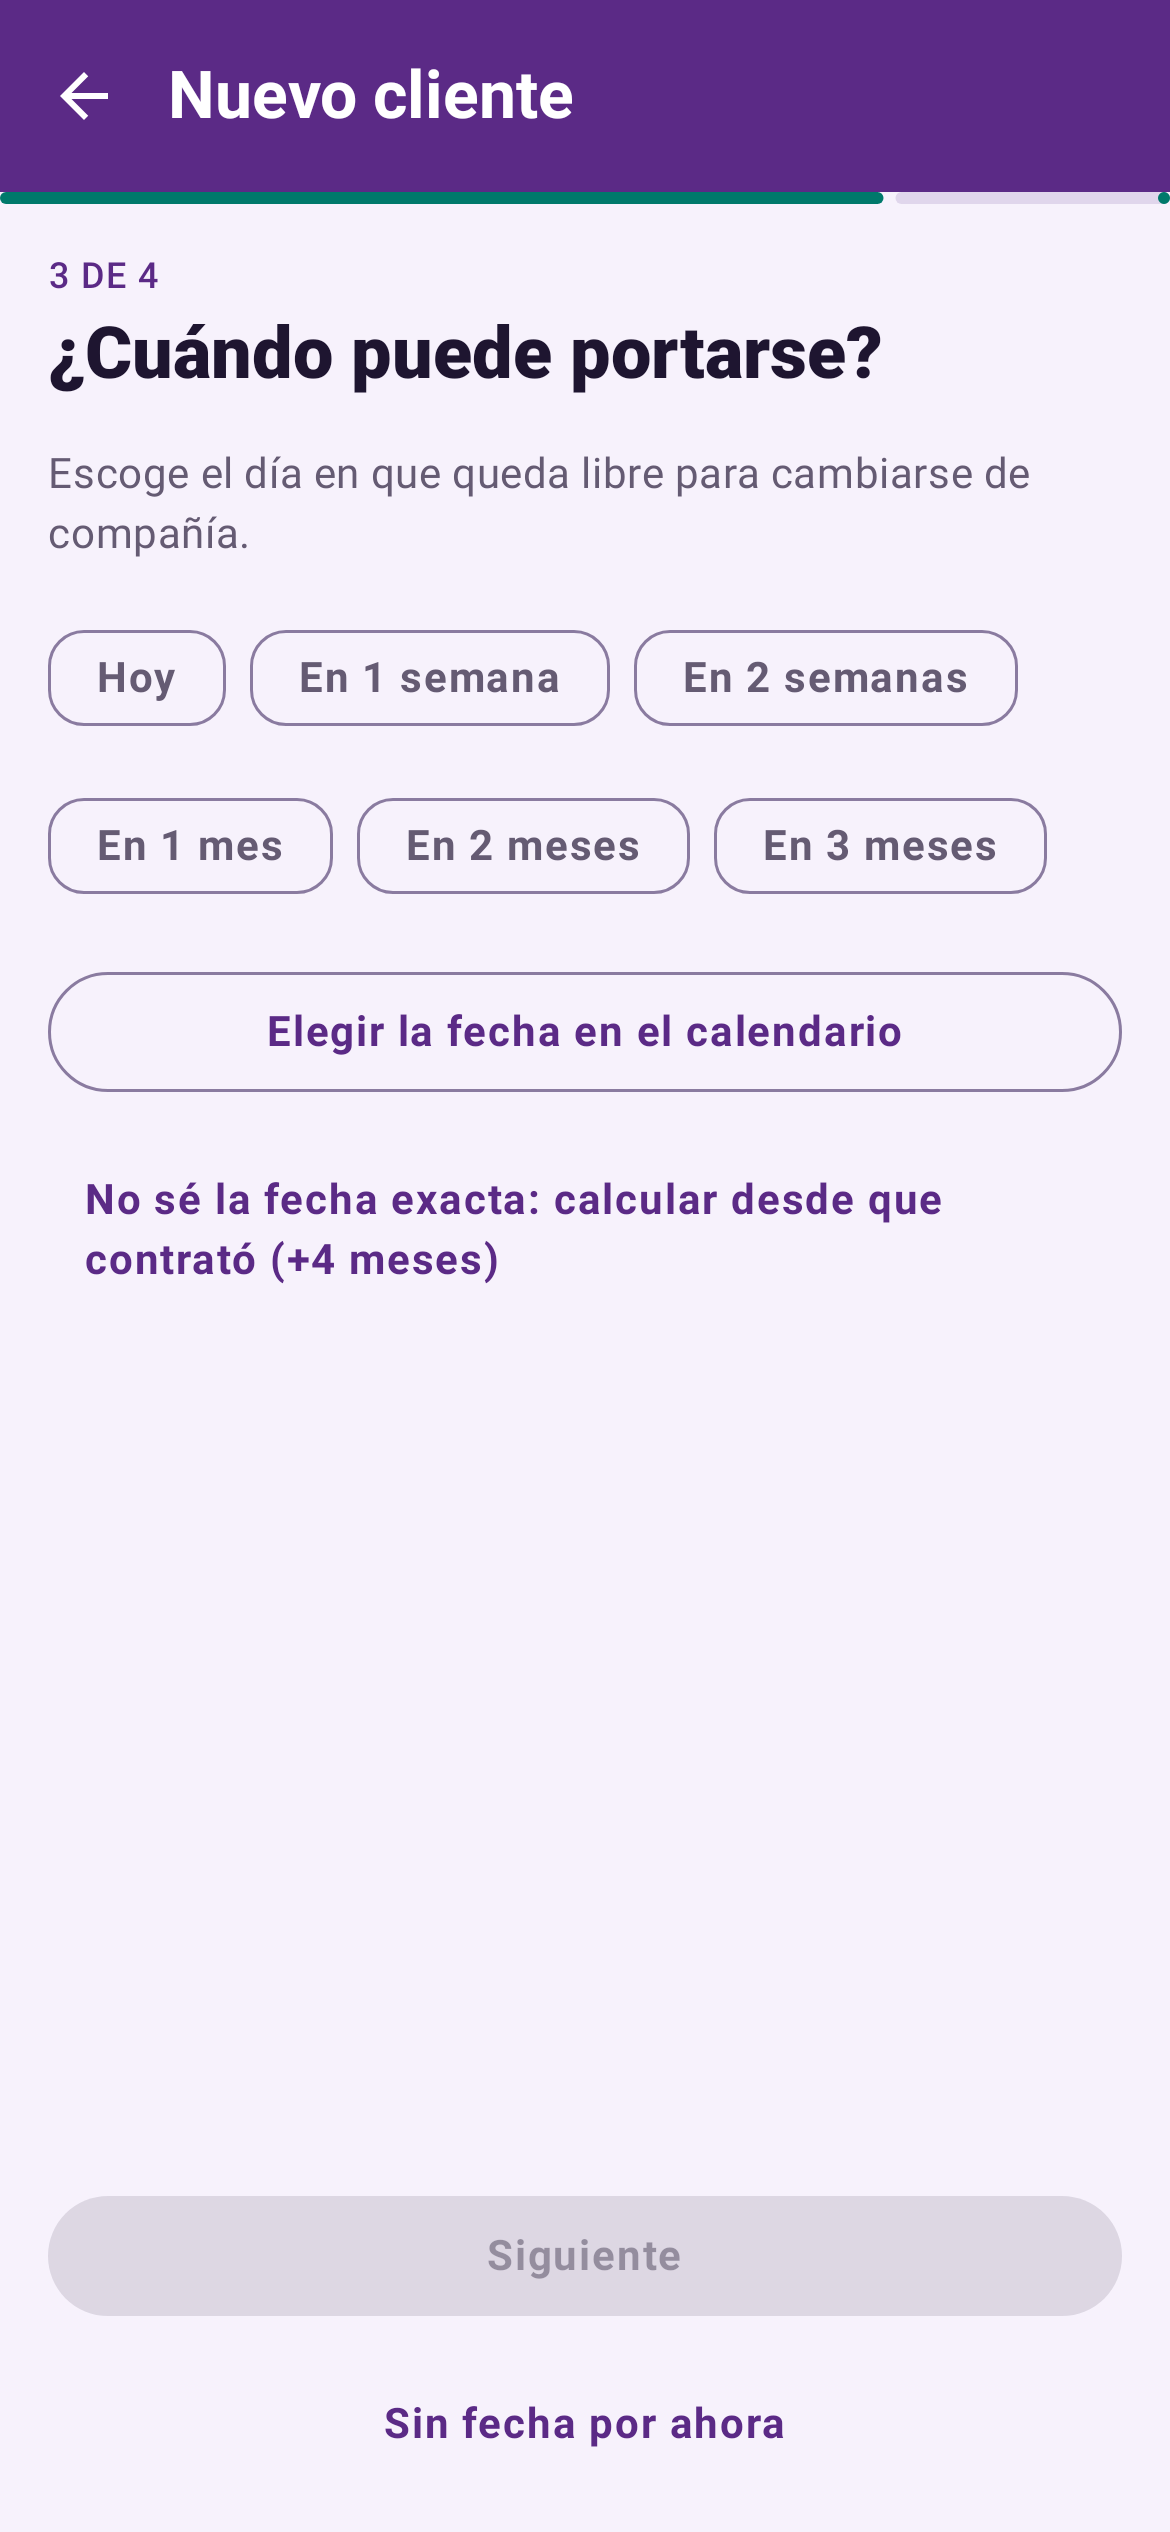 Nuevo cliente
3 DE 4
¿Cuándo puede portarse?
Escoge el día en que queda libre para cambiarse de
compañía.
Hoy
En 1 semana
En 2 semanas
En 1 mes
En 2 meses
En 3 meses
Elegir la fecha en el calendario
No sé la fecha exacta: calcular desde que
contrató (+4 meses)
Siguiente
Sin fecha por ahora